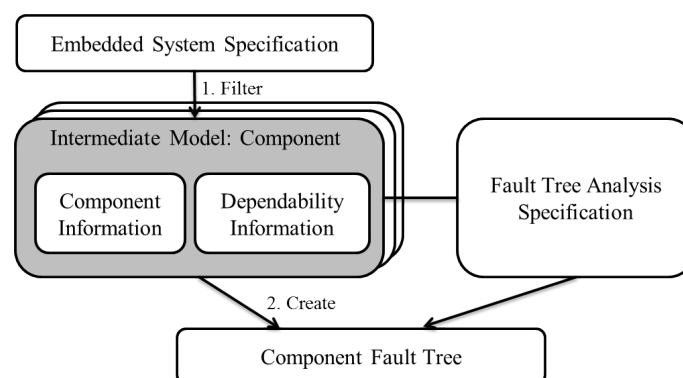 Embedded System Specification
1. Filter
Intermediate Model: Component
Component
Information
Dependability
Information
Fault Tree Analysis
Specification
2. Create
Component Fault Tree